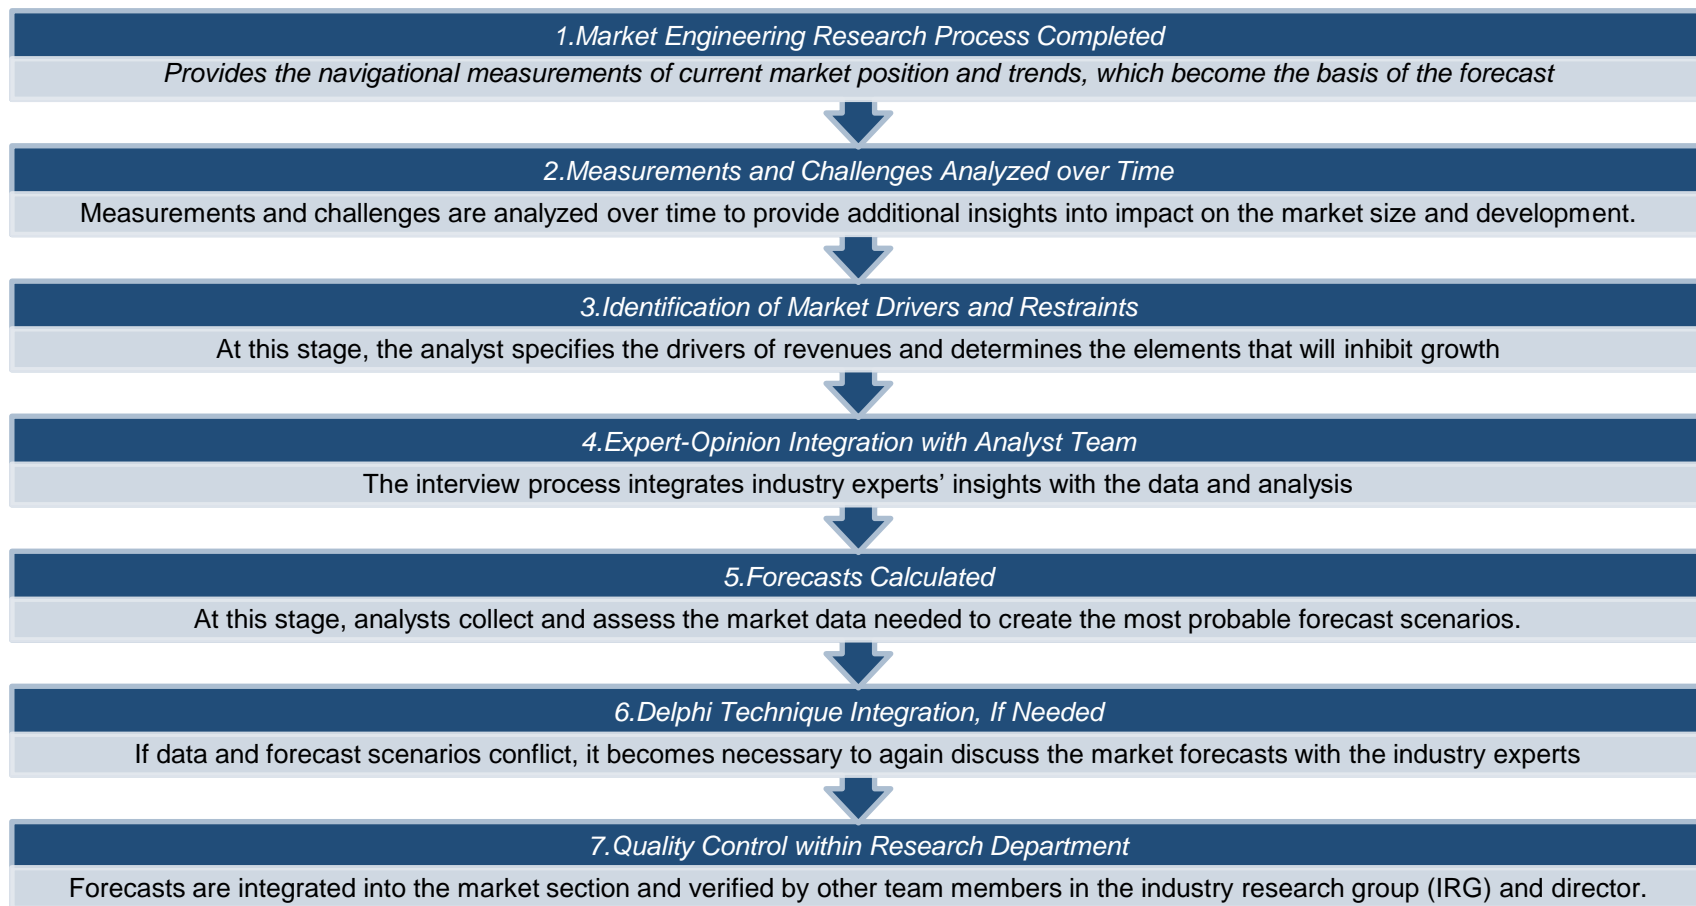 1.Market Engineering Research Process Completed
Provides the navigational measurements of current market position and trends, which become the basis of the forecast
2.Measurements and Challenges Analyzed over Time
Measurements and challenges are analyzed over time to provide additional insights into impact on the market size and development.
3.Identification of Market Drivers and Restraints
At this stage, the analyst specifies the drivers of revenues and determines the elements that will inhibit growth
4.Expert-Opinion Integration with Analyst Team
The interview process integrates industry experts’ insights with the data and analysis
5.Forecasts Calculated
At this stage, analysts collect and assess the market data needed to create the most probable forecast scenarios.
6.Delphi Technique Integration, If Needed
If data and forecast scenarios conflict, it becomes necessary to again discuss the market forecasts with the industry experts
7.Quality Control within Research Department
Forecasts are integrated into the market section and verified by other team members in the industry research group (IRG) and director.